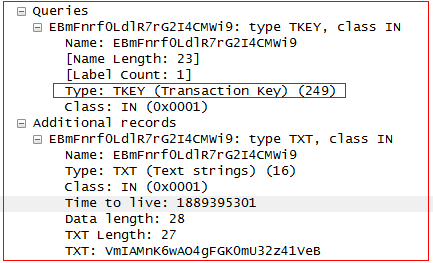 Queries
EBmFnrf0LdlR7rG2I4CMWi9: type TKEY, class IN
Name: EBmFnrf0LdlR7rG2I4CMWi9
[Name Length: 23]
[Label Count: 1]
Type: TKEY (Transaction Key) (249)
Class: IN (0x0001)
Additional records
EBmFnrf0LdlR7rG2I4CMWi9: type TXT, class IN
Name: EBmFnrf0LdlR7rG2I4CMWi9
Type: TXT (Text strings) (16)
Class: IN (0x0001)
Time to live: 1889395301
Data length: 28
TXT Length: 27
TXT: VmIAMnK6wAO4gFGKOmU32z41VeB